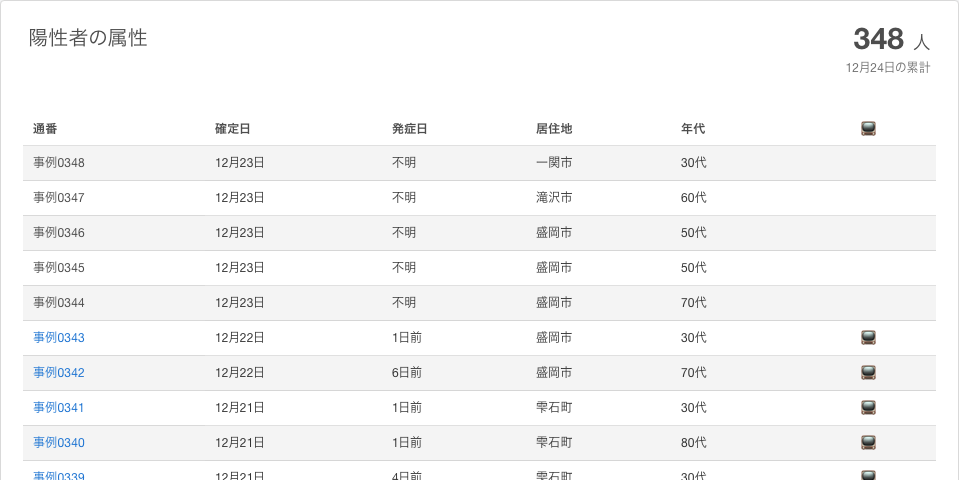 陽性者の属性
348 人
12月24日の累計
通番 確定日 発症日 居住地 年代
事例0348 12月23日 不明 一関市 30代
事例0347 12月23日 不明 滝沢市 60代
事例0346 12月23日 不明 盛岡市 50代
事例0345 12月23日 不明 盛岡市 50代
事例0344 12月23日 不明 盛岡市 70代
事例0343 12月22日 1日前 盛岡市 30代
事例0342 12月22日 6日前 盛岡市 70代
事例0341 12月21日 1日前 雫石町 30代
事例0340 12月21日 1日前 雫石町 80代
事例0339 12月21日 4日前 雫石町 30代